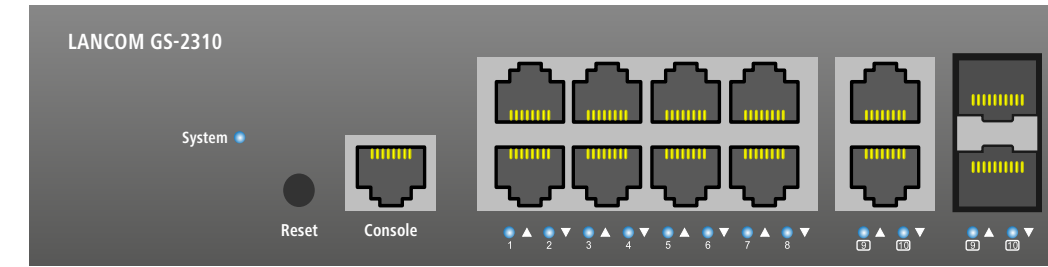 LANCOM GS-2310
System
Reset
Console
1 2 3 4 5 6 7 8
9 10
9 10